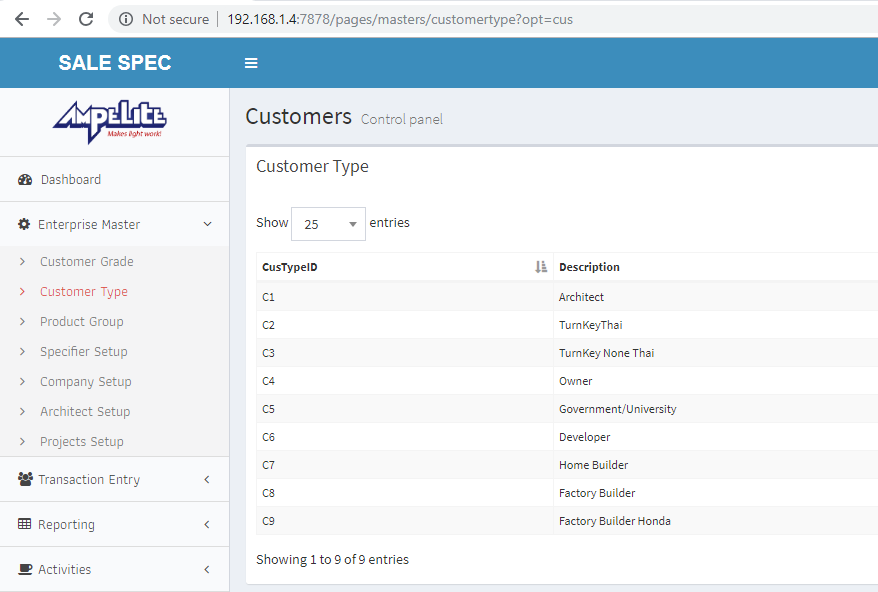 Not secure | 192.168.1.4:7878/pages/masters/customertype?opt=cus
SALE SPEC
AMPELITE
Makes light work!
Customers Control panel
Dashboard
Enterprise Master
Customer Grade
Customer Type
Product Group
Specifier Setup
Company Setup
Architect Setup
Projects Setup
Transaction Entry
Reporting
Activities
Customer Type
Show 25 entries
CusTypeID Description
C1 Architect
C2 TurnKeyThai
C3 TurnKey None Thai
C4 Owner
C5 Government/University
C6 Developer
C7 Home Builder
C8 Factory Builder
C9 Factory Builder Honda
Showing 1 to 9 of 9 entries